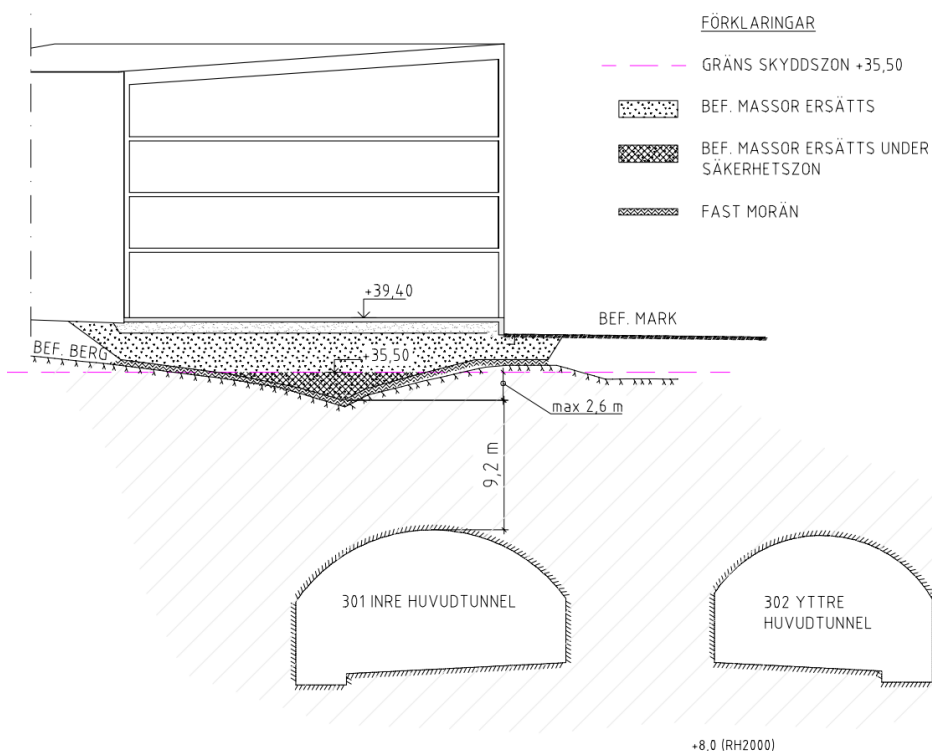 FÖRKLARINGAR
GRÄNS SKYDDSZON +35,50
BEF. MASSOR ERSÄTTS
BEF. MASSOR ERSÄTTS UNDER
SÄKERHETSZON
FAST MORÄN
+39,40
BEF. MARK
BEF. BERG
+35,50
max 2,6 m
9,2 m
301 INRE HUVUDTUNNEL
302 YTTRE
HUVUDTUNNEL
+8,0 (RH2000)